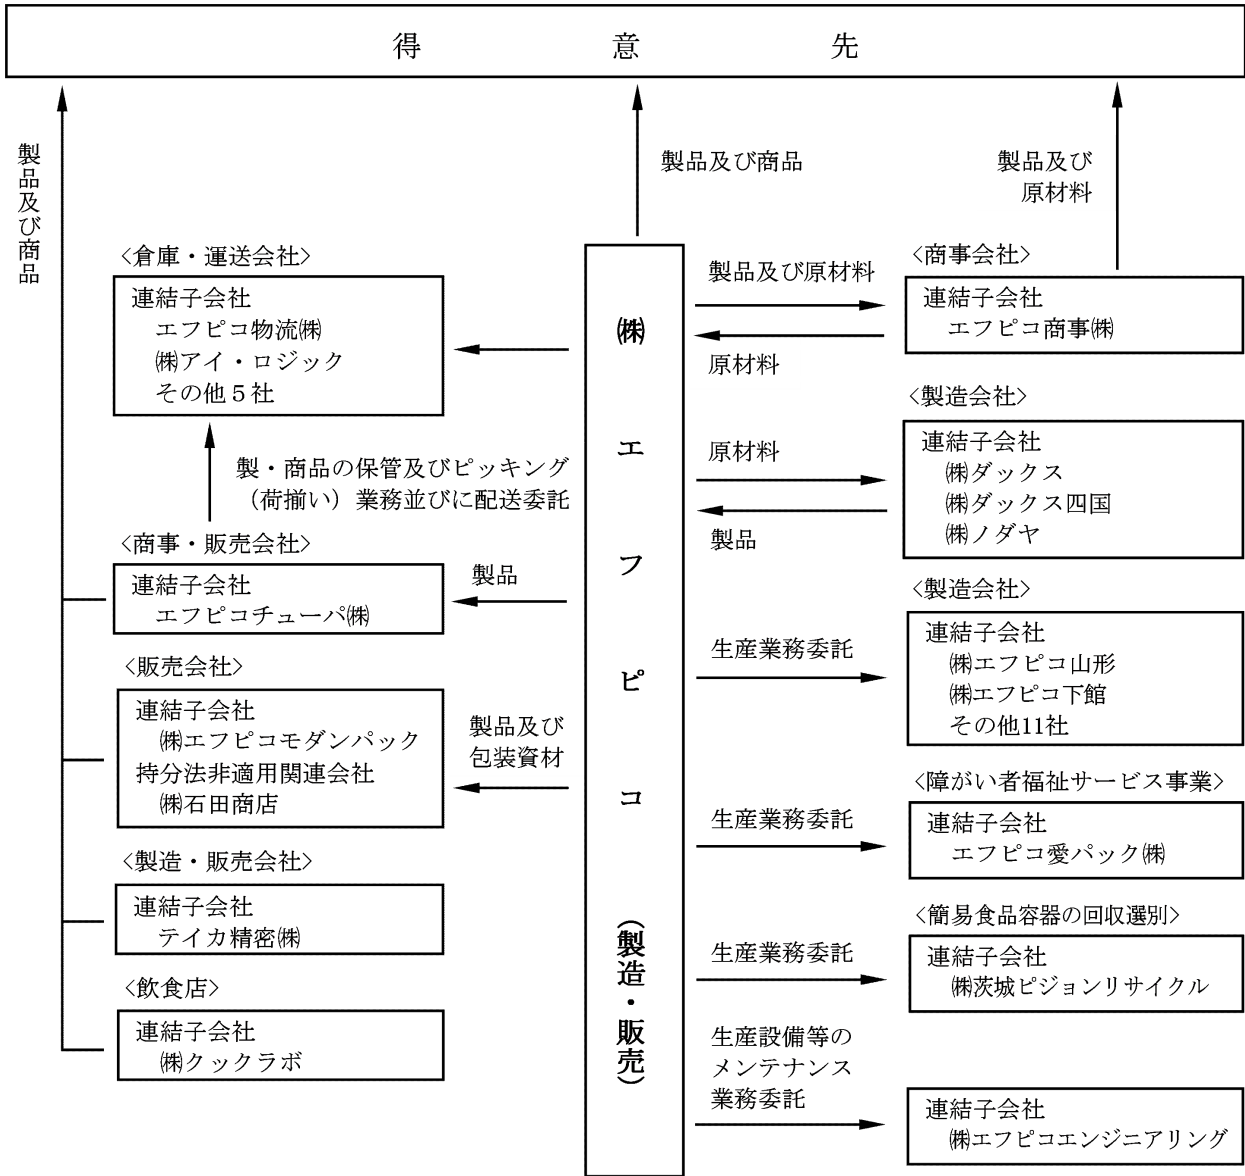 得意先
製品及び商品
製品及び商品
製品及び
原材料
〈倉庫・運送会社〉
連結子会社
エフピコ物流㈱
㈱アイ・ロジック
その他５社
製・商品の保管及びピッキング
（荷揃い）業務並びに配送委託
〈商事・販売会社〉
連結子会社
エフピコチューパ㈱
製品
〈販売会社〉
連結子会社
㈱エフピコモダンパック
持分法非適用関連会社
㈱石田商店
製品及び
包装資材
〈製造・販売会社〉
連結子会社
テイカ精密㈱
〈飲食店〉
連結子会社
㈱クックラボ
㈱エフピコ（製造・販売）
製品及び原材料
原材料
〈商事会社〉
連結子会社
エフピコ商事㈱
原材料
製品
〈製造会社〉
連結子会社
㈱ダックス
㈱ダックス四国
㈱ノダヤ
生産業務委託
〈製造会社〉
連結子会社
㈱エフピコ山形
㈱エフピコ下館
その他11社
生産業務委託
〈障がい者福祉サービス事業〉
連結子会社
エフピコ愛パック㈱
生産業務委託
〈簡易食品容器の回収選別〉
連結子会社
㈱茨城ピジョンリサイクル
生産設備等の
メンテナンス
業務委託
連結子会社
㈱エフピコエンジニアリング